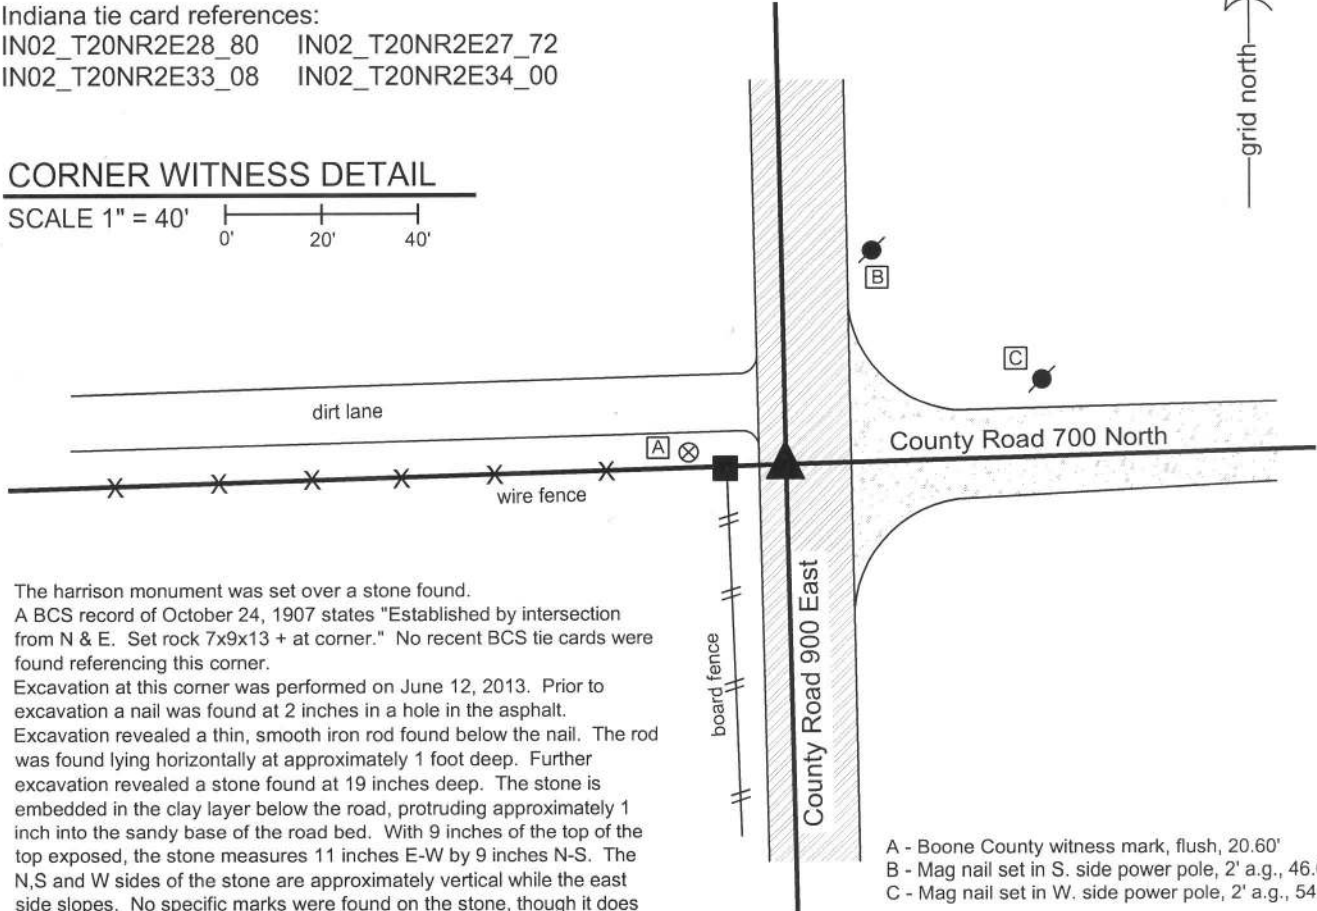 Indiana tie card references:
IN02_T20NR2E28_80 IN02_T20NR2E27_72
IN02_T20NR2E33_08 IN02_T20NR2E34_00
grid north
CORNER WITNESS DETAIL
SCALE 1" = 40'
0' 20' 40'
B
C
dirt lane
A
County Road 700 North
X X X X X X
wire fence
board fence
County Road 900 East
The harrison monument was set over a stone found.
A BCS record of October 24, 1907 states "Established by intersection
from N & E. Set rock 7x9x13 + at corner." No recent BCS tie cards were
found referencing this corner.
Excavation at this corner was performed on June 12, 2013. Prior to
excavation a nail was found at 2 inches in a hole in the asphalt.
Excavation revealed a thin, smooth iron rod found below the nail. The rod
was found lying horizontally at approximately 1 foot deep. Further
excavation revealed a stone found at 19 inches deep. The stone is
embedded in the clay layer below the road, protruding approximately 1
inch into the sandy base of the road bed. With 9 inches of the top of the
top exposed, the stone measures 11 inches E-W by 9 inches N-S. The
N,S and W sides of the stone are approximately vertical while the east
side slopes. No specific marks were found on the stone, though it does
A - Boone County witness mark, flush, 20.60'
B - Mag nail set in S. side power pole, 2' a.g., 46.
C - Mag nail set in W. side power pole, 2' a.g., 54